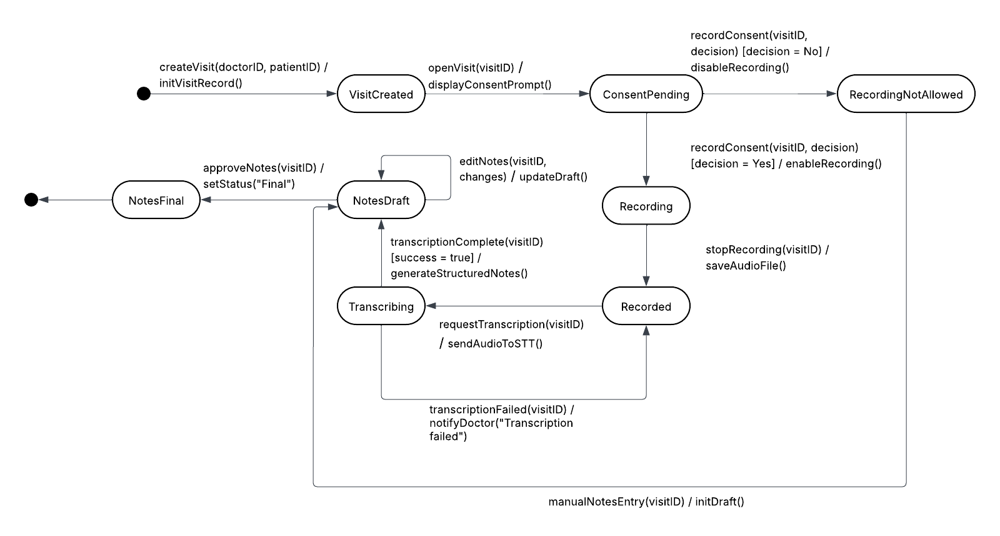 recordConsent(visitID,
decision) [decision = No] /
disableRecording()
createVisit(doctorID, patientID) /
initVisitRecord()
openVisit(visitID) /
displayConsentPrompt()
VisitCreated
ConsentPending
RecordingNotAllowed
recordConsent(visitID, decision)
[decision = Yes] / enableRecording()
approveNotes(visitID) /
setStatus("Final")
editNotes(visitID,
changes) / updateDraft()
NotesFinal
NotesDraft
Recording
transcriptionComplete(visitID)
[success = true] /
generateStructuredNotes()
stopRecording(visitID) /
saveAudioFile()
Transcribing
Recorded
requestTranscription(visitID)
/ sendAudioToSTT()
transcriptionFailed(visitID) /
notifyDoctor("Transcription
failed")
manualNotesEntry(visitID) / initDraft()